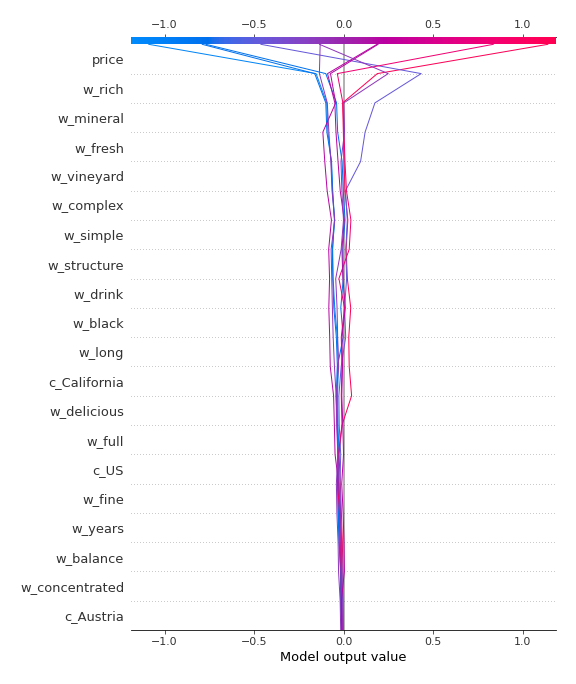 −1.0 −0.5 0.0 0.5 1.0
price
w_rich
w_mineral
w_fresh
w_vineyard
w_complex
w_simple
w_structure
w_drink
w_black
w_long
c_California
w_delicious
w_full
c_US
w_fine
w_years
w_balance
w_concentrated
c_Austria
−1.0 −0.5 0.0 0.5 1.0
Model output value